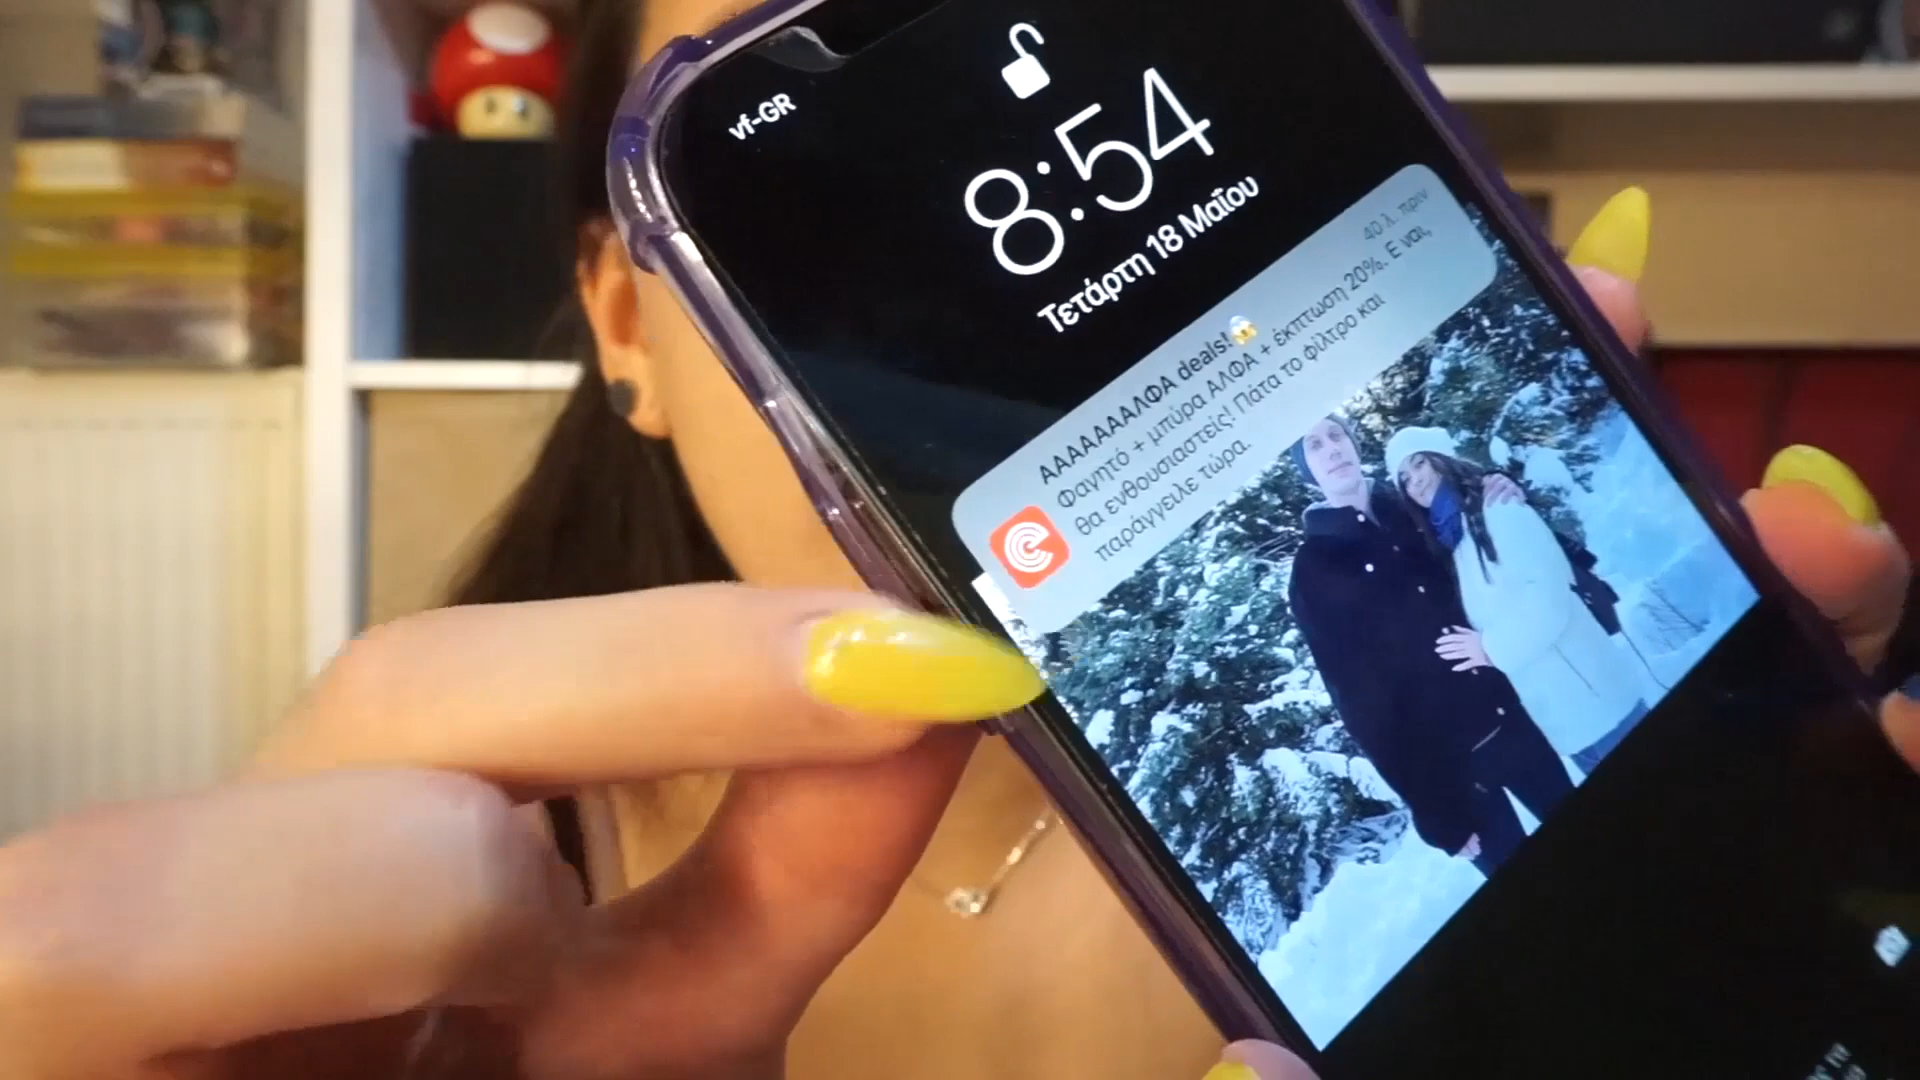 vf-GR
8:54
Τετάρτη 18 Μαΐου
40 λ. πριν
ΑΑΑΑΑΑΛΦΑ deals!😱
Φαγητό + μπύρα ΑΛΦΑ + έκπτωση 20%. Ε ναι,
θα ενθουσιαστείς! Πάτα το φίλτρο και
παράγγειλε τώρα.